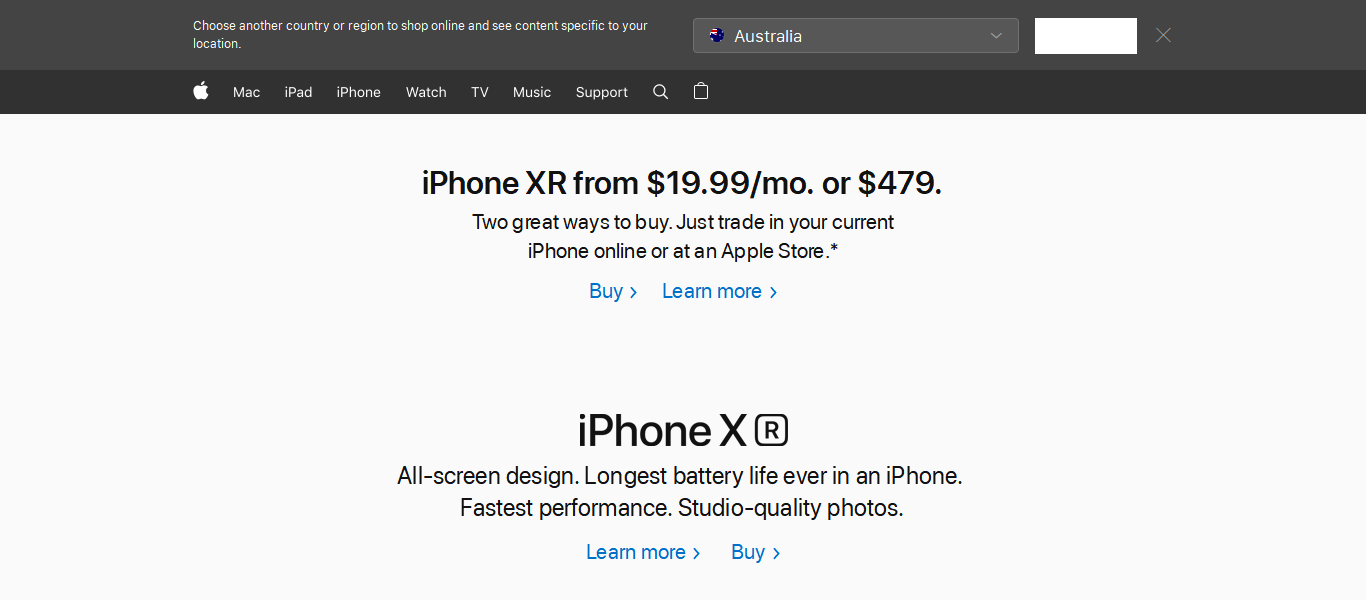 Choose another country or region to shop online and see content specific to your
location.
Australia
Mac iPad iPhone Watch TV Music Support
iPhone XR from $19.99/mo. or $479.
Two great ways to buy. Just trade in your current
iPhone online or at an Apple Store.*
Buy Learn more
iPhone X R
All-screen design. Longest battery life ever in an iPhone.
Fastest performance. Studio-quality photos.
Learn more Buy